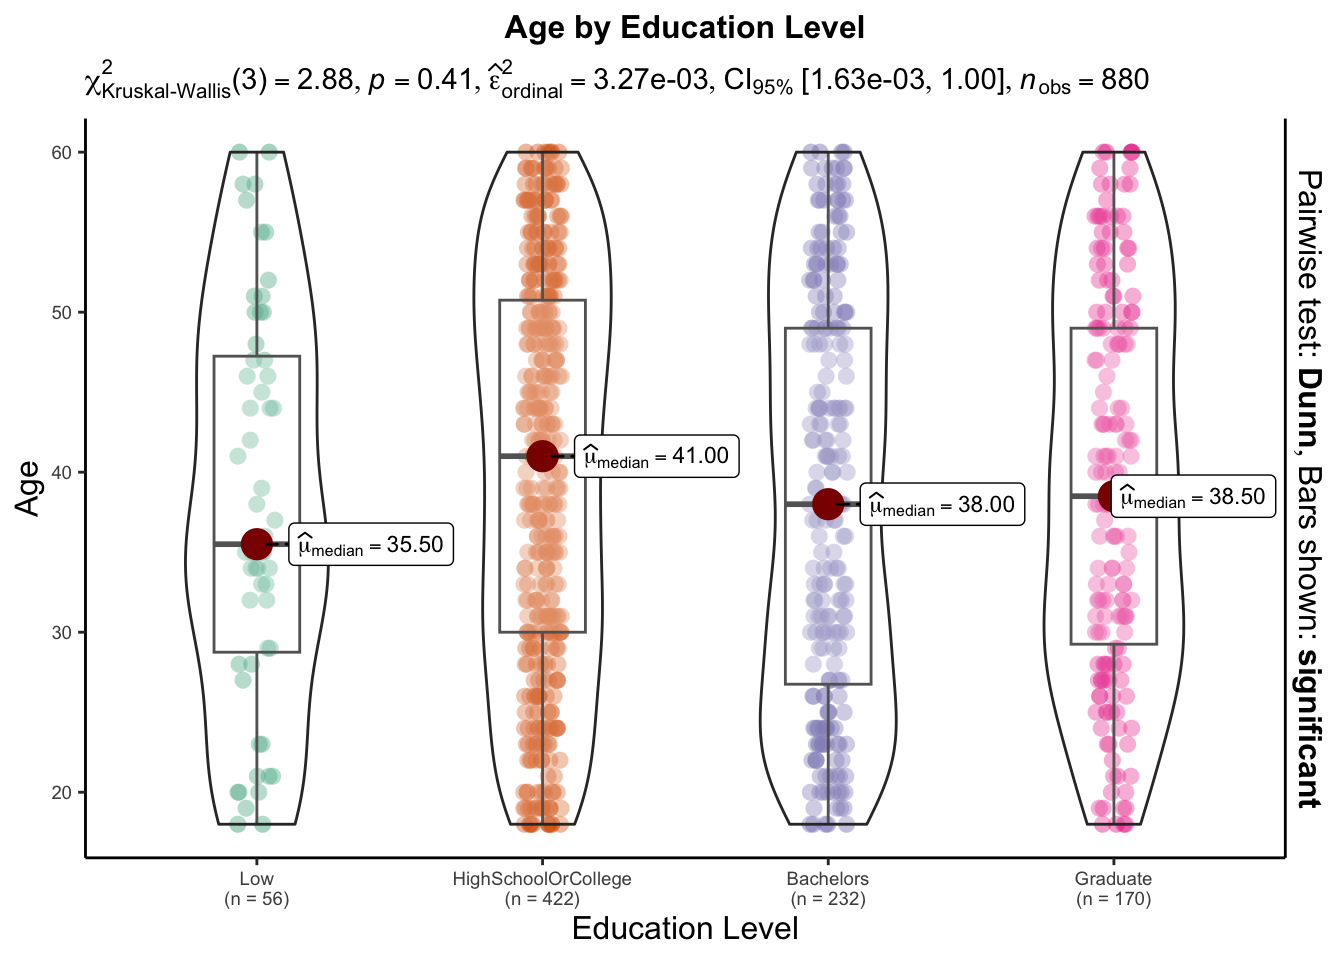 Age by Education Level
χ̂²Kruskal-Wallis(3) = 2.88, p = 0.41, ε̂²ordinal = 3.27e-03, CI95% [1.63e-03, 1.00], nobs = 880
60
50
40
30
20
Age
μ̂median = 35.50
μ̂median = 41.00
μ̂median = 38.00
μ̂median = 38.50
Low
(n = 56)
HighSchoolOrCollege
(n = 422)
Bachelors
(n = 232)
Graduate
(n = 170)
Education Level
Pairwise test: Dunn, Bars shown: significant